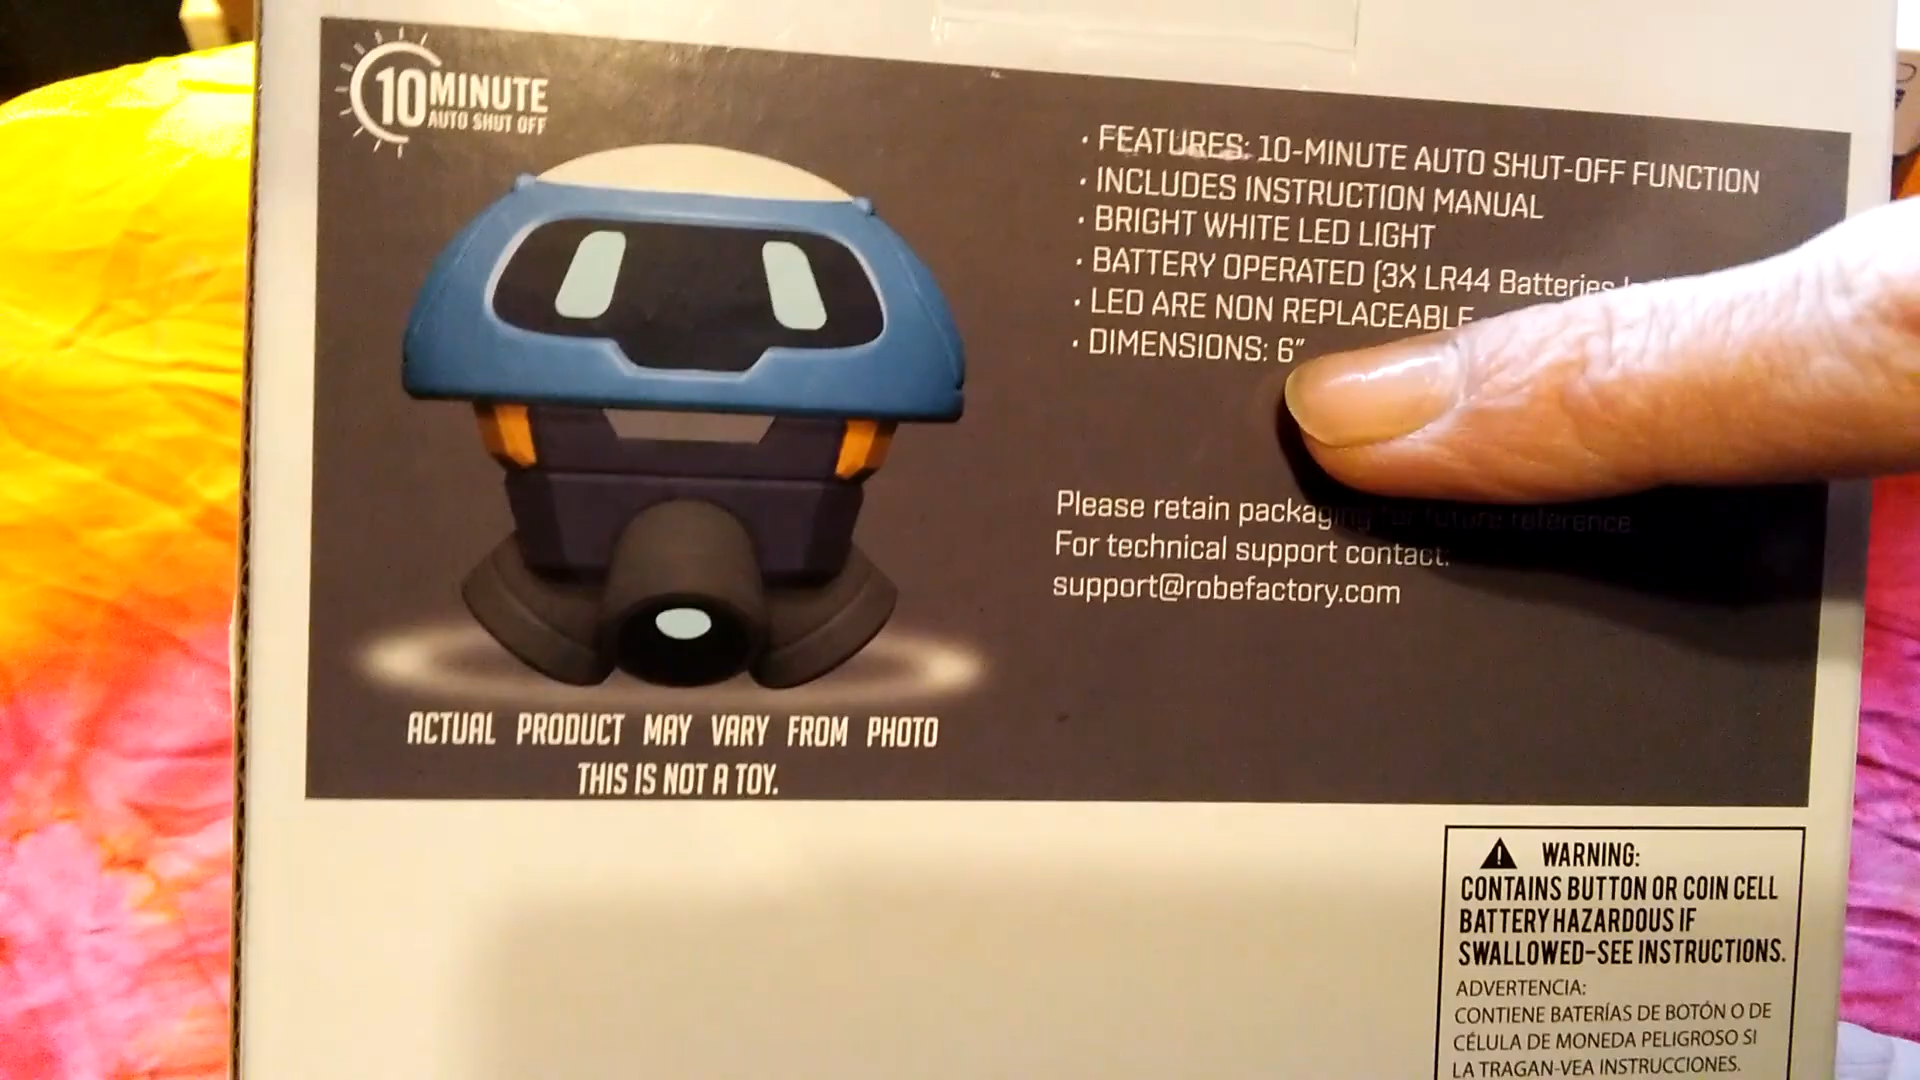 10 MINUTE
AUTO SHUT OFF
· FEATURES: 10-MINUTE AUTO SHUT-OFF FUNCTION
· INCLUDES INSTRUCTION MANUAL
· BRIGHT WHITE LED LIGHT
· BATTERY OPERATED (3X LR44 Batteries
· LED ARE NON REPLACEABLE
· DIMENSIONS: 6"
Please retain packaging for future reference
For technical support contact:
support@robefactory.com
ACTUAL PRODUCT MAY VARY FROM PHOTO
THIS IS NOT A TOY.
WARNING:
CONTAINS BUTTON OR COIN CELL
BATTERY HAZARDOUS IF
SWALLOWED-SEE INSTRUCTIONS.
ADVERTENCIA:
CONTIENE BATERÍAS DE BOTÓN O DE
CÉLULA DE MONEDA PELIGROSO SI
LA TRAGAN-VEA INSTRUCCIONES.